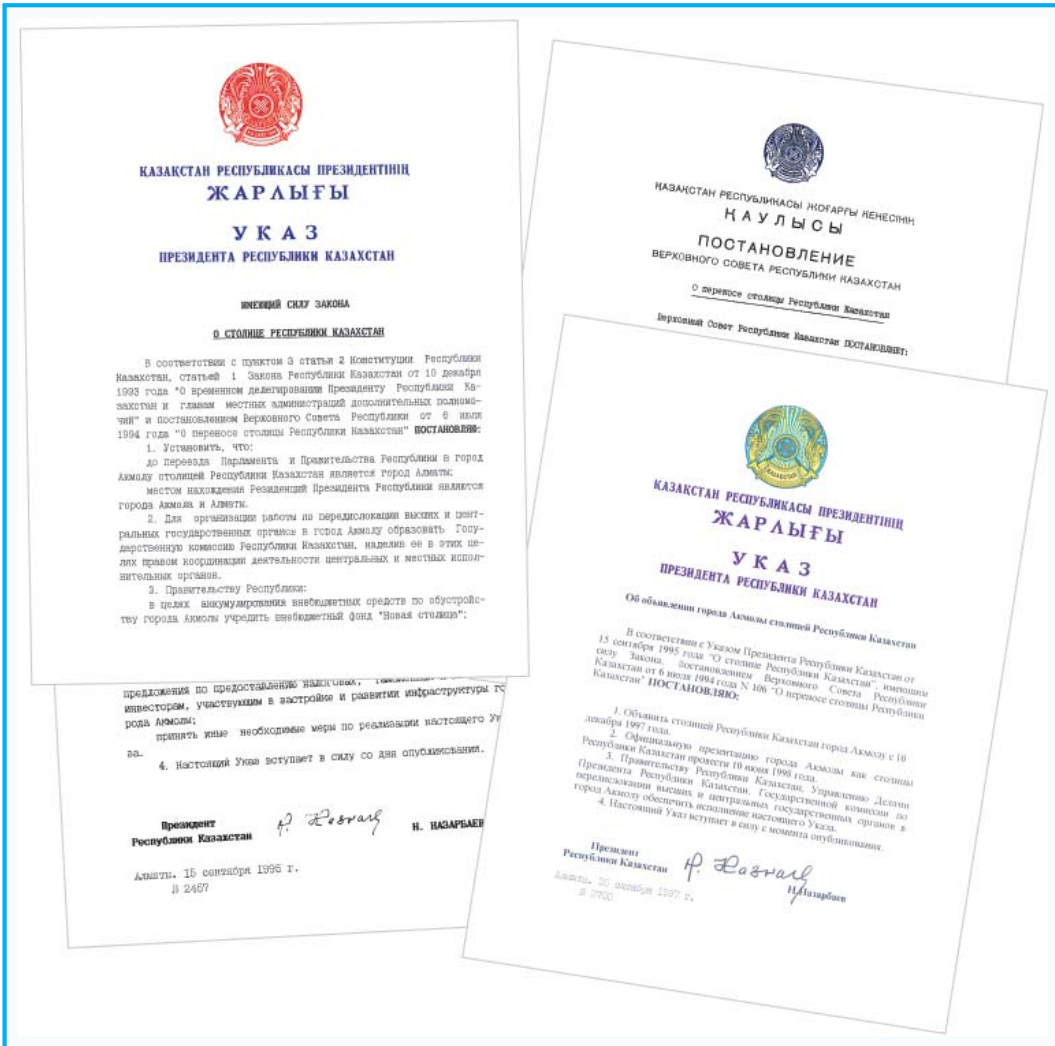 ҚАЗАҚСТАН РЕСПУБЛИКАСЫ ПРЕЗИДЕНТІНІҢ
ЖАРЛЫҒЫ
УКАЗ
ПРЕЗИДЕНТА РЕСПУБЛИКИ КАЗАХСТАН
ИМЕЮЩИЙ СИЛУ ЗАКОНА
О СТОЛИЦЕ РЕСПУБЛИКИ КАЗАХСТАН
В соответствии с пунктом 3 статьи 2 Конституции Республики
Казахстан, статьей 1 Закона Республики Казахстан от 10 декабря
1993 года "О временном делегировании Президенту Республики Ка-
захстан и главам местных администраций дополнительных полномо-
чий" и постановлением Верховного Совета Республики от 6 июля
1994 года "О переносе столицы Республики Казахстан" ПОСТАНОВЛЯЮ:
1. Установить, что:
до переезда Парламента и Правительства Республики в город
Акмолу столицей Республики Казахстан является город Алматы;
местом нахождения Резиденций Президента Республики являются
города Акмола и Алматы.
2. Для организации работы по передислокации высших и цент-
ральных государственных органов в город Акмолу образовать Госу-
дарственную комиссию Республики Казахстан, наделив ее в этих це-
лях правом координации деятельности центральных и местных испол-
нительных органов.
3. Правительству Республики:
в целях аккумулирования внебюджетных средств по обустройс-
тву города Акмолы учредить внебюджетный фонд "Новая столица";
предложения по предоставлению налоговых,
инвесторам, участвующим в застройке и развитии инфраструктуры го
рода Акмолы;
принять иные необходимые меры по реализации настоящего Ук
за.
4. Настоящий Указ вступает в силу со дня опубликования.
Президент
Республики Казахстан
Н. НАЗАРБАЕВ
Алматы, 15 сентября 1995 г.
№ 2457
ҚАЗАҚСТАН РЕСПУБЛИКАСЫ ЖОҒАРҒЫ КЕҢЕСІНІҢ
ҚАУЛЫСЫ
ПОСТАНОВЛЕНИЕ
ВЕРХОВНОГО СОВЕТА РЕСПУБЛИКИ КАЗАХСТАН
О переносе столицы Республики Казахстан
Верховный Совет Республики Казахстан ПОСТАНОВЛЯЕТ:
ҚАЗАҚСТАН
ҚАЗАҚСТАН РЕСПУБЛИКАСЫ ПРЕЗИДЕНТІНІҢ
ЖАРЛЫҒЫ
УКАЗ
ПРЕЗИДЕНТА РЕСПУБЛИКИ КАЗАХСТАН
Об объявлении города Акмолы столицей Республики Казахстан
В соответствии с Указом Президента Республики Казахстан от
15 сентября 1995 года "О столице Республики Казахстан", имеющим
силу Закона, постановлением Верховного Совета Республики
Казахстан от 6 июля 1994 года N 106 "О переносе столицы Республики
Казахстан" ПОСТАНОВЛЯЮ:
1. Объявить столицей Республики Казахстан город Акмолу с 10
декабря 1997 года.
2. Официальную презентацию города Акмолы как столицы
Республики Казахстан провести 10 июня 1998 года.
3. Правительству Республики Казахстан, Управлению Делами
Президента Республики Казахстан, Государственной комиссии по
передислокации высших и центральных государственных органов в
город Акмолу обеспечить исполнение настоящего Указа.
4. Настоящий Указ вступает в силу с момента опубликования.
Президент
Республики Казахстан
Н.Назарбаев
Алматы, 20 октября 1997 г.
№ 3700